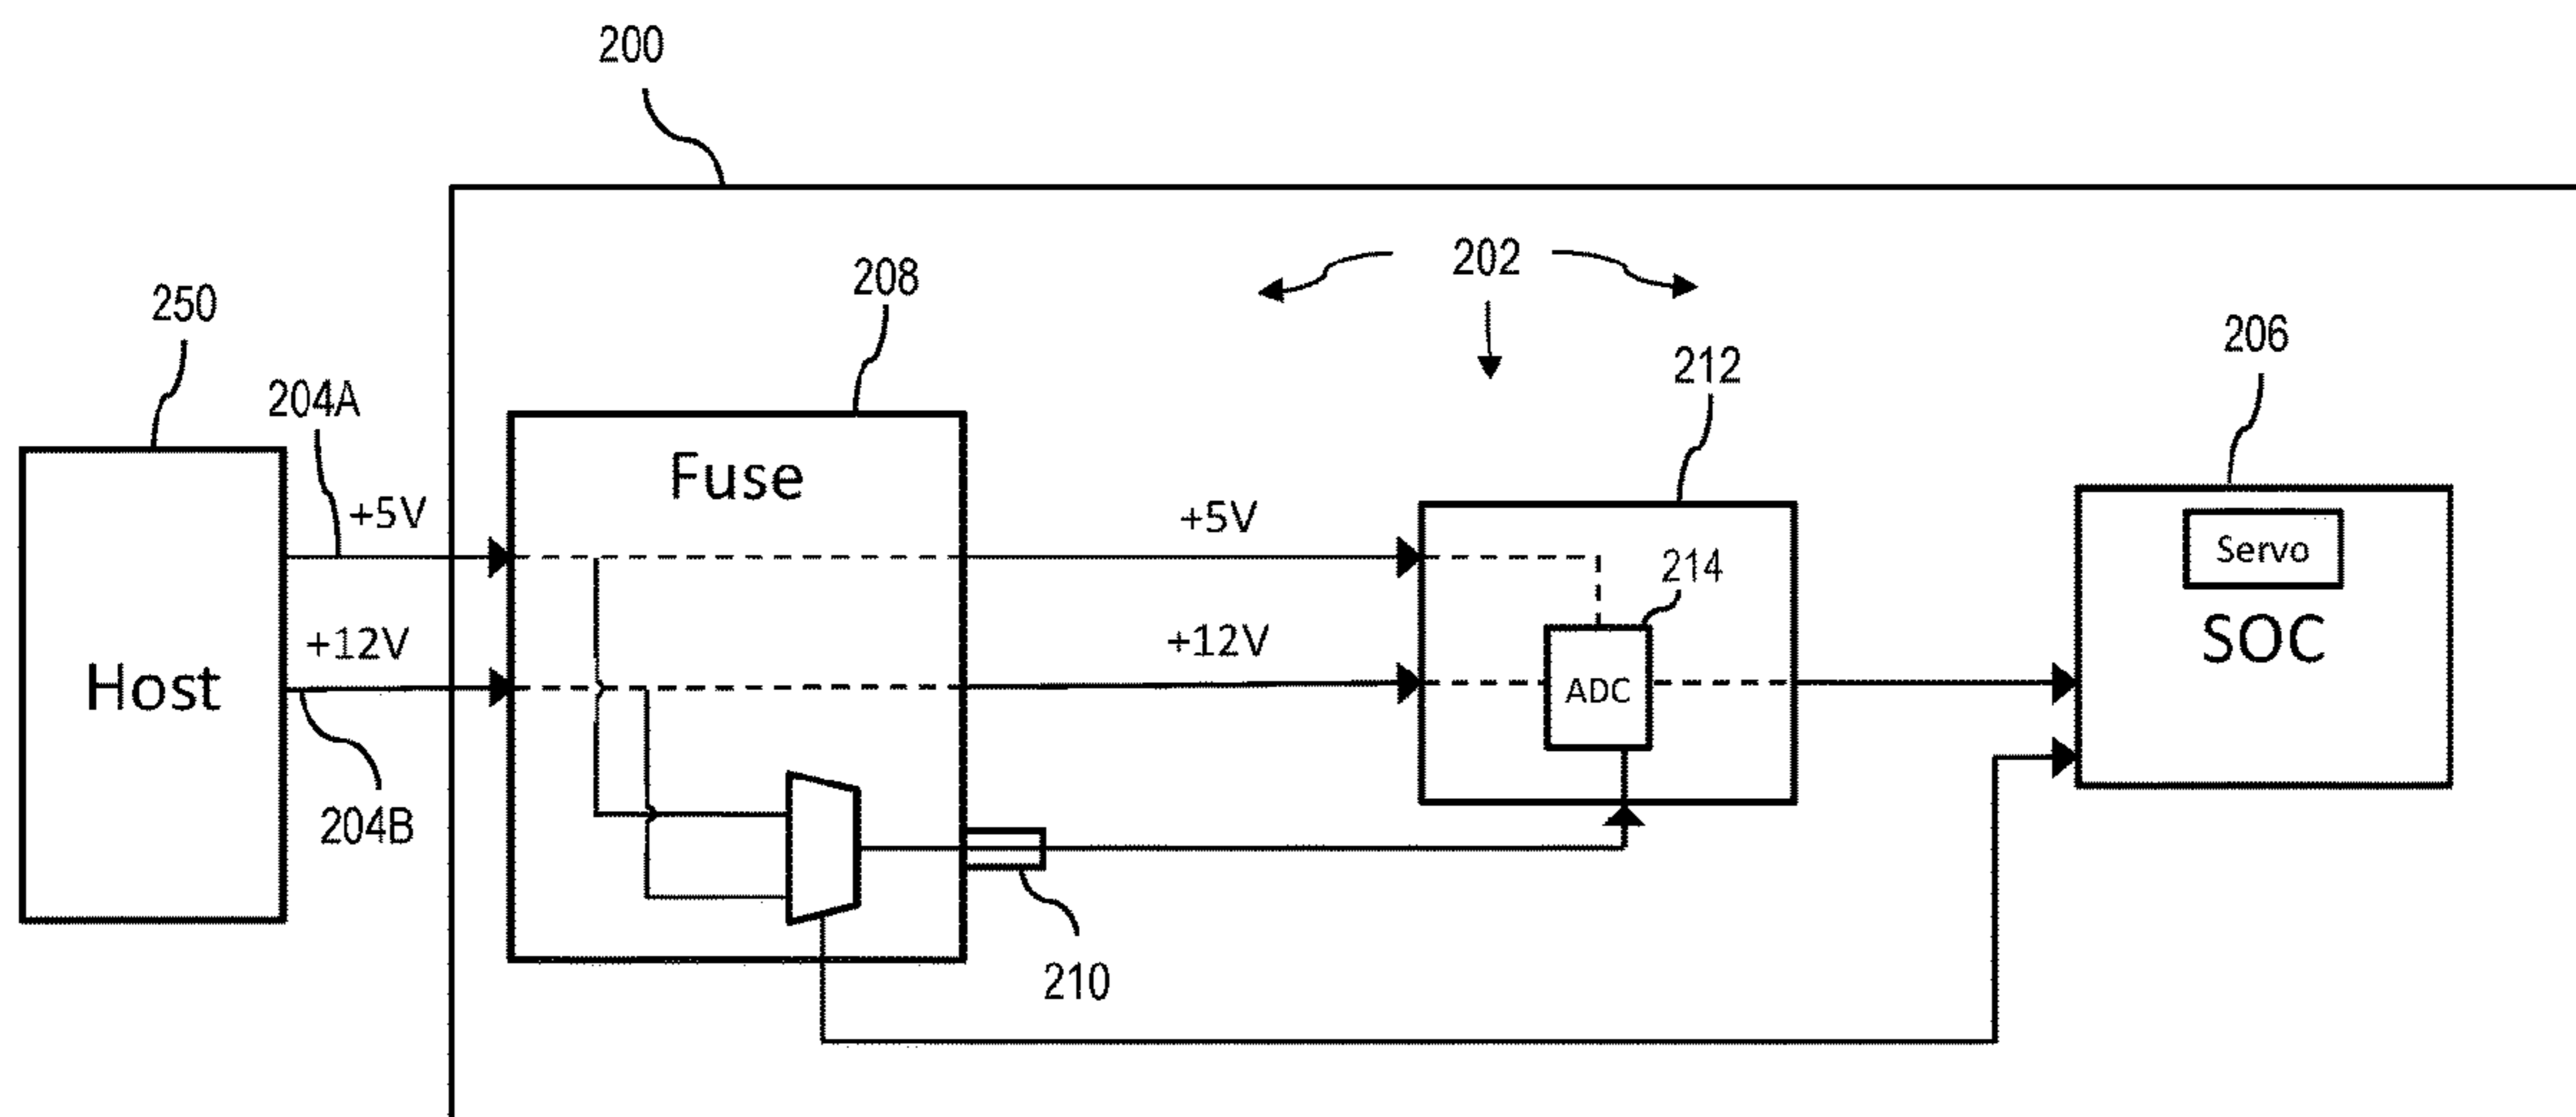 200
202
208
250
206
212
204A
Fuse
+5V
+5V
Servo
214
SOC
+12V
+12V
Host
ADC
204B
210